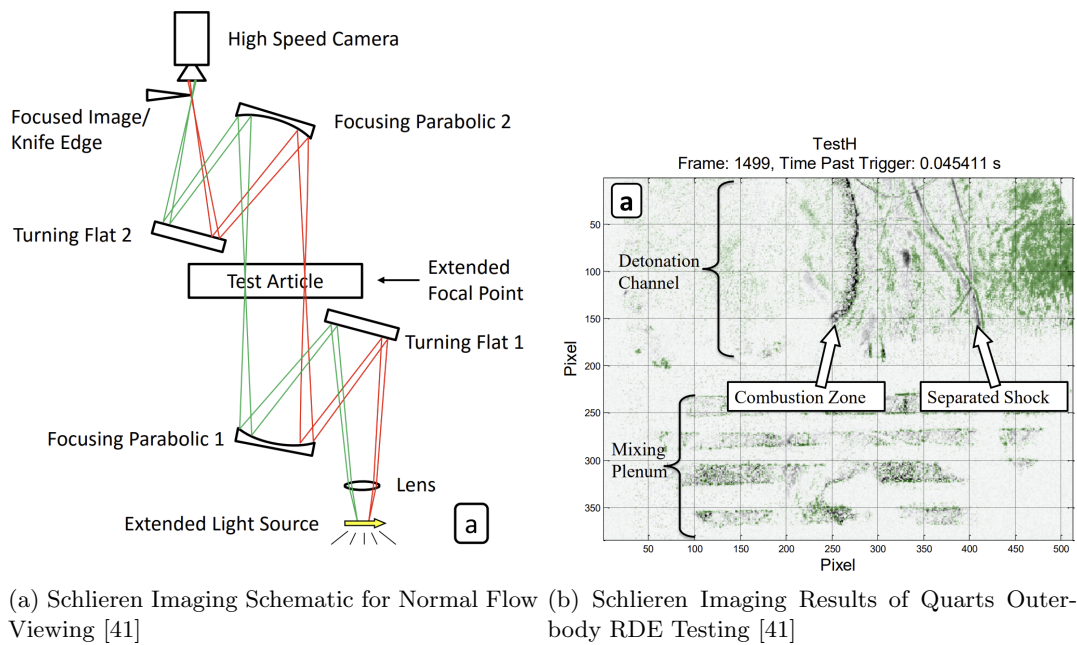 High Speed Camera
Focused Image/
Knife Edge
Focusing Parabolic 2
Turning Flat 2
Test Article
Extended
Focal Point
Turning Flat 1
Focusing Parabolic 1
Lens
Extended Light Source
a
(a) Schlieren Imaging Schematic for Normal Flow
Viewing [41]
TestH
Frame: 1499, Time Past Trigger: 0.045411 s
a
Detonation
Channel
Combustion Zone
Separated Shock
Mixing
Plenum
Pixel
50
100
150
200
250
300
350
50
100
150
200
250
300
350
400
450
500
Pixel
(b) Schlieren Imaging Results of Quarts Outer-
body RDE Testing [41]